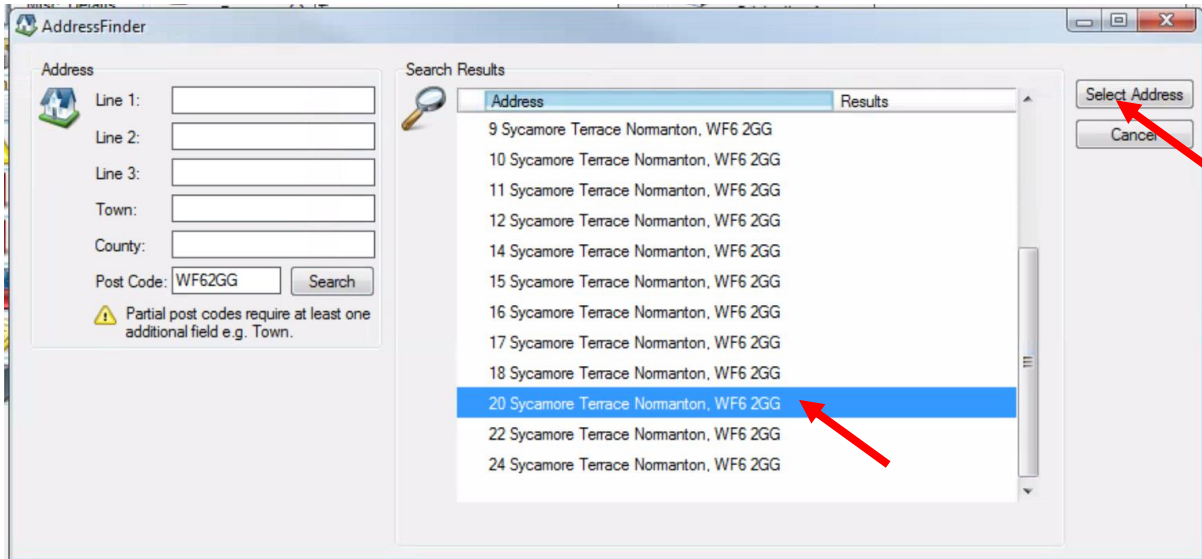 AddressFinder
Address
Line 1:
Line 2:
Line 3:
Town:
County:
Post Code: WF62GG Search
Partial post codes require at least one
additional field e.g. Town.
Search Results
Address Results
9 Sycamore Terrace Normanton, WF6 2GG
10 Sycamore Terrace Normanton, WF6 2GG
11 Sycamore Terrace Normanton, WF6 2GG
12 Sycamore Terrace Normanton, WF6 2GG
14 Sycamore Terrace Normanton, WF6 2GG
15 Sycamore Terrace Normanton, WF6 2GG
16 Sycamore Terrace Normanton, WF6 2GG
17 Sycamore Terrace Normanton, WF6 2GG
18 Sycamore Terrace Normanton, WF6 2GG
20 Sycamore Terrace Normanton, WF6 2GG
22 Sycamore Terrace Normanton, WF6 2GG
24 Sycamore Terrace Normanton, WF6 2GG
Select Address
Cancel